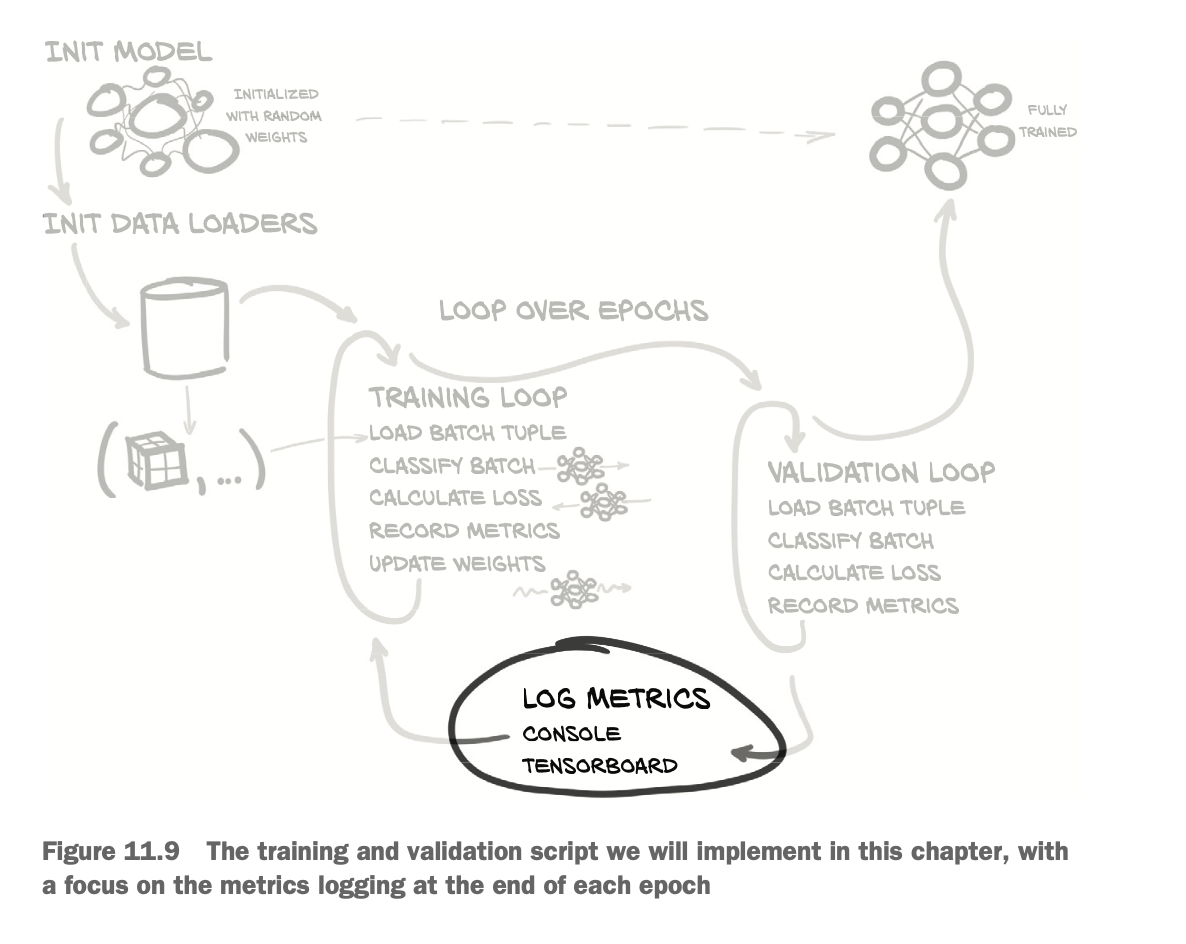 INIT MODEL
INITIALIZED
WITH RANDOM
WEIGHTS
FULLY
TRAINED
INIT DATA LOADERS
LOOP OVER EPOCHS
( , ... )
TRAINING LOOP
LOAD BATCH TUPLE
CLASSIFY BATCH
CALCULATE LOSS
RECORD METRICS
UPDATE WEIGHTS
VALIDATION LOOP
LOAD BATCH TUPLE
CLASSIFY BATCH
CALCULATE LOSS
RECORD METRICS
LOG METRICS
CONSOLE
TENSORBOARD
Figure 11.9 The training and validation script we will implement in this chapter, with
a focus on the metrics logging at the end of each epoch